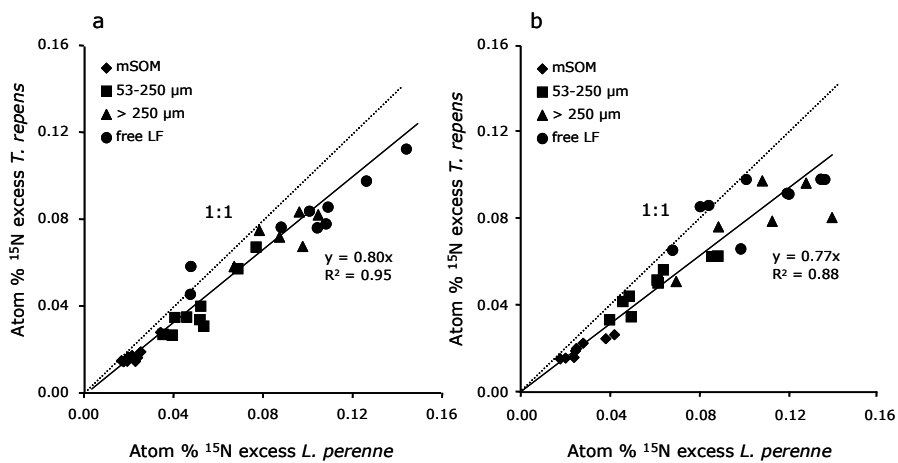 a
Atom % ¹⁵N excess T. repens
0.16
0.12
0.08
0.04
0.00
mSOM
53-250 µm
> 250 µm
free LF
1:1
y = 0.80x
R² = 0.95
0.00 0.04 0.08 0.12 0.16
Atom % ¹⁵N excess L. perenne
b
Atom % ¹⁵N excess T. repens
0.16
0.12
0.08
0.04
0.00
mSOM
53-250 µm
> 250 µm
free LF
1:1
y = 0.77x
R² = 0.88
0.00 0.04 0.08 0.12 0.16
Atom % ¹⁵N excess L. perenne